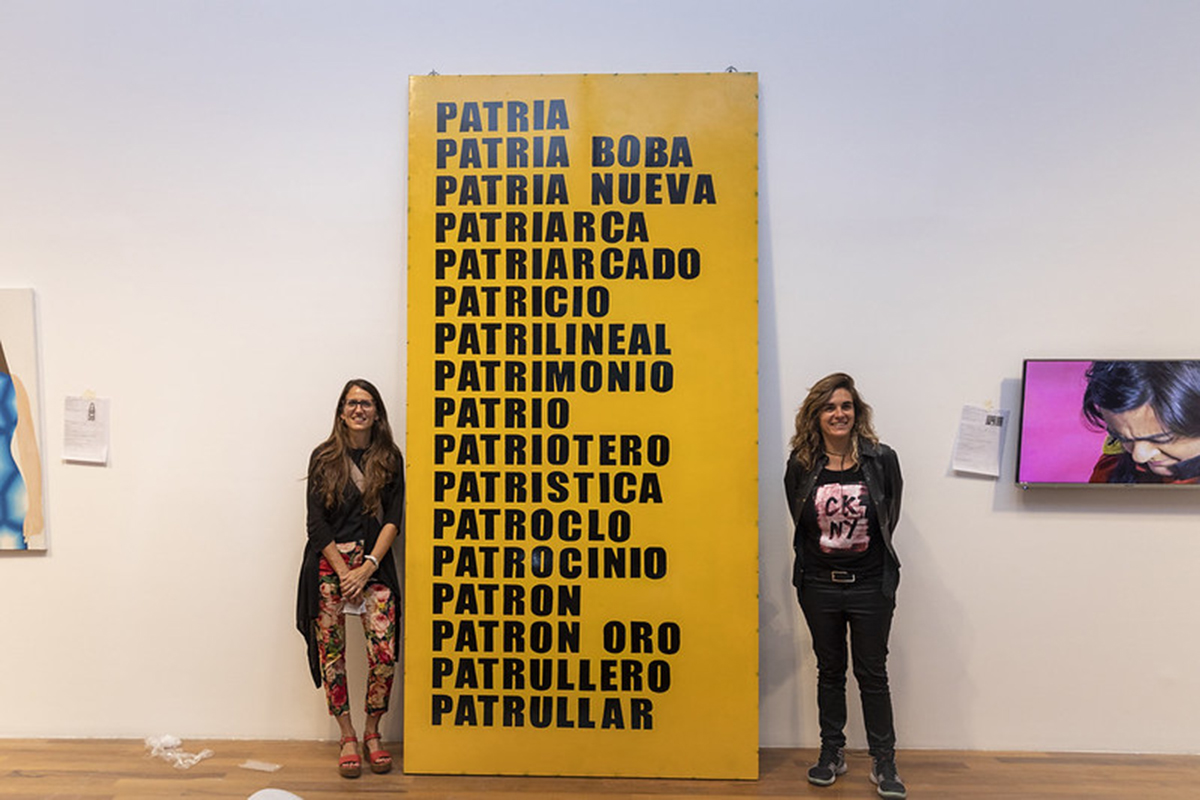 PATRIA
PATRIA BOBA
PATRIA NUEVA
PATRIARCA
PATRIARCADO
PATRICIO
PATRILINEAL
PATRIMONIO
PATRIO
PATRIOTERO
PATRISTICA
PATROCLO
PATROCINIO
PATRON
PATRON ORO
PATRULLERO
PATRULLAR
CK
NY